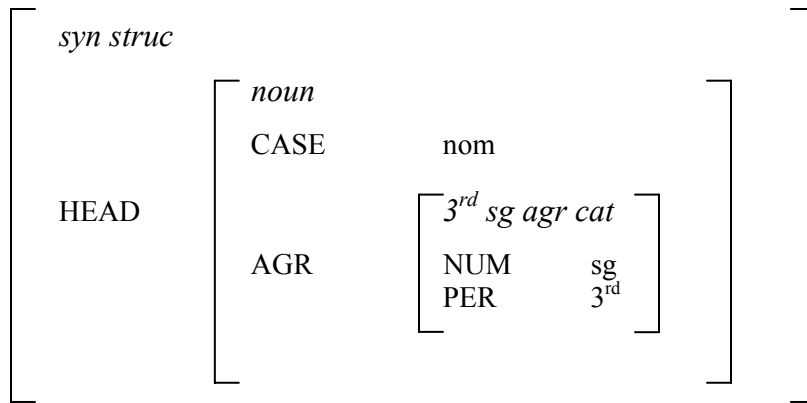 syn struc
noun
CASE nom
HEAD
3rd sg agr cat
AGR NUM sg
PER 3rd